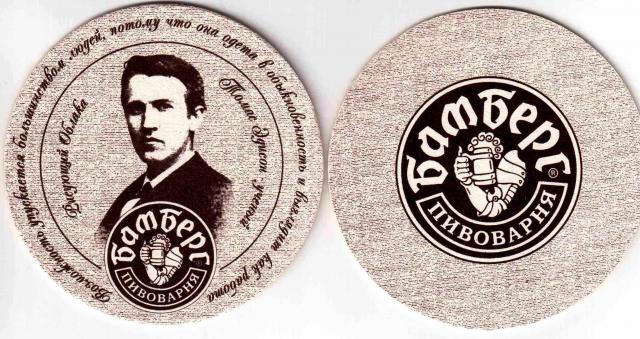 Возможность упускается большинством людей, потому что она одета в обыкновенность и выглядит как работа
Томас Эдисон ученый
Бамберг
ПИВОВАРНЯ
Бамберг
®
ПИВОВАРНЯ